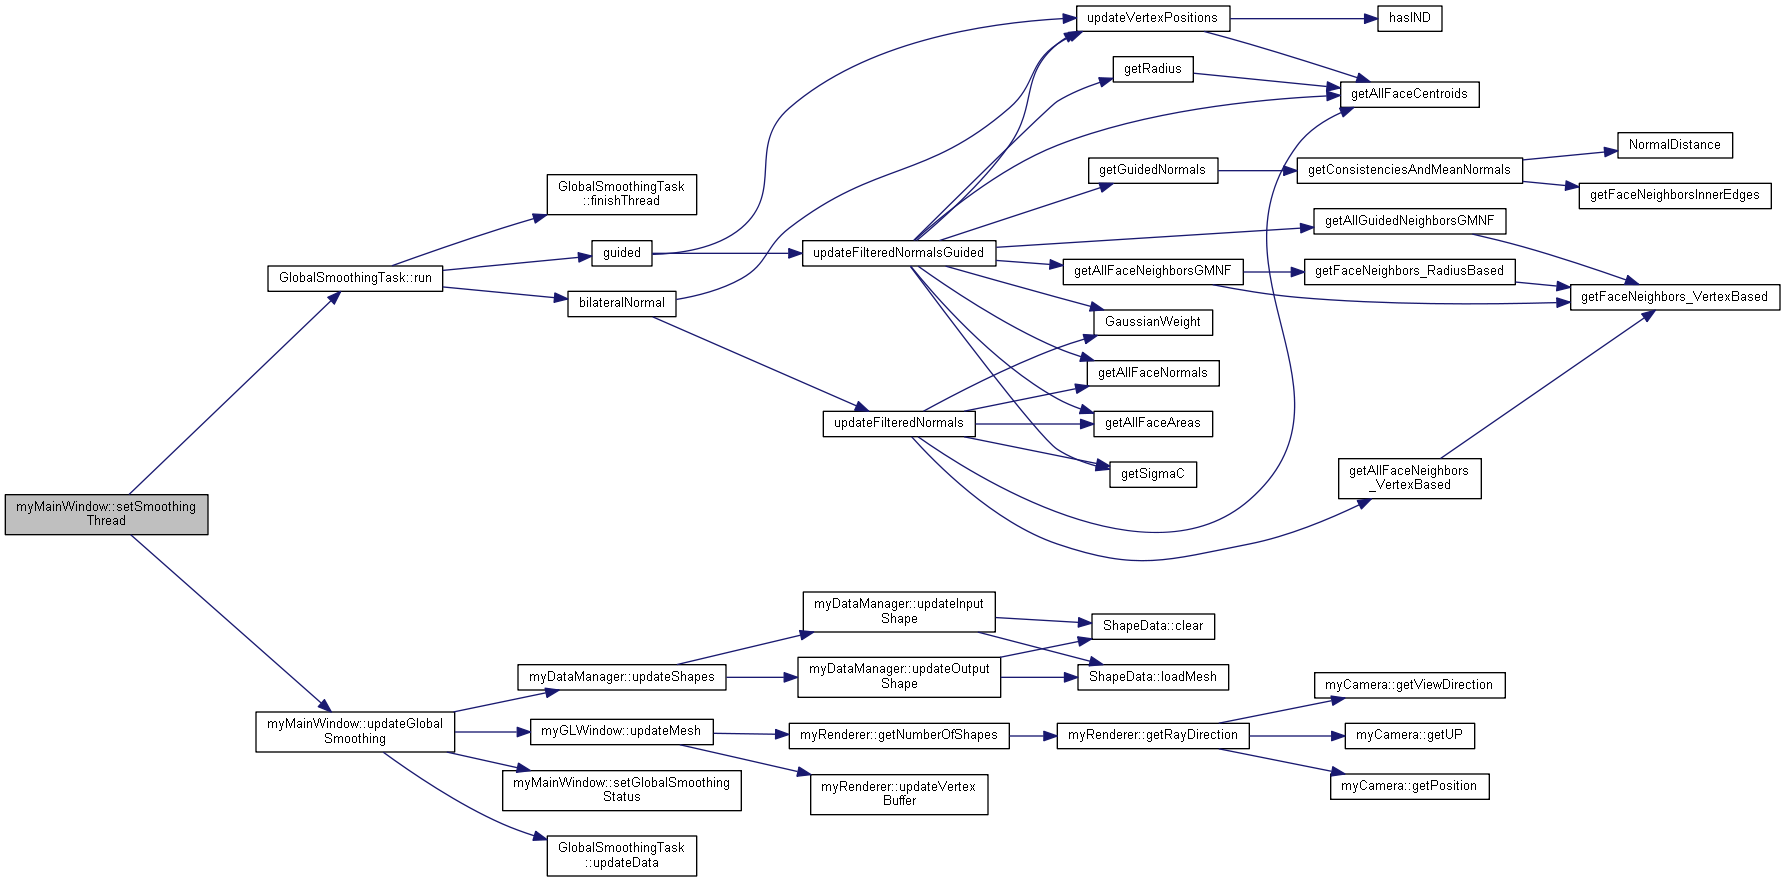 updateVertexPositions
hasIND
getRadius
getAllFaceCentroids
NormalDistance
getGuidedNormals
getConsistenciesAndMeanNormals
getFaceNeighborsInnerEdges
GlobalSmoothingTask
::finishThread
getAllGuidedNeighborsGMNF
guided
updateFilteredNormalsGuided
GlobalSmoothingTask::run
getAllFaceNeighborsGMNF
getFaceNeighbors_RadiusBased
getFaceNeighbors_VertexBased
bilateralNormal
GaussianWeight
getAllFaceNormals
updateFilteredNormals
getAllFaceAreas
getSigmaC
getAllFaceNeighbors
_VertexBased
myMainWindow::setSmoothing
Thread
myDataManager::updateInput
Shape
ShapeData::clear
myDataManager::updateShapes
myDataManager::updateOutput
Shape
ShapeData::loadMesh
myCamera::getViewDirection
myMainWindow::updateGlobal
Smoothing
myGLWindow::updateMesh
myRenderer::getNumberOfShapes
myRenderer::getRayDirection
myCamera::getUP
myMainWindow::setGlobalSmoothing
Status
myRenderer::updateVertex
Buffer
myCamera::getPosition
GlobalSmoothingTask
::updateData